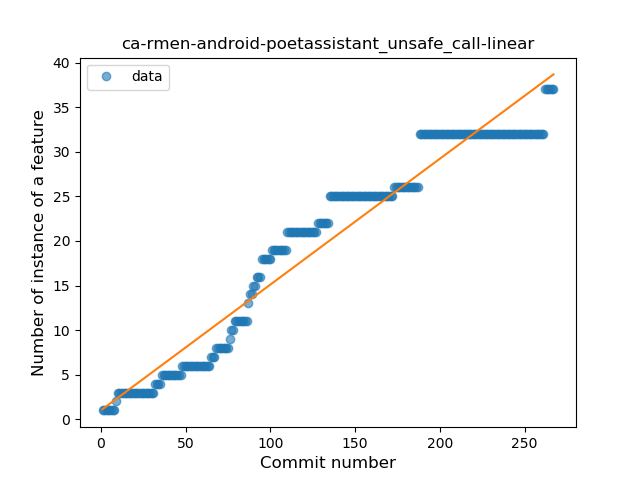 ca-rmen-android-poetassistant_unsafe_call-linear
data
Number of instance of a feature
40
35
30
25
20
15
10
5
0
0 50 100 150 200 250
Commit number